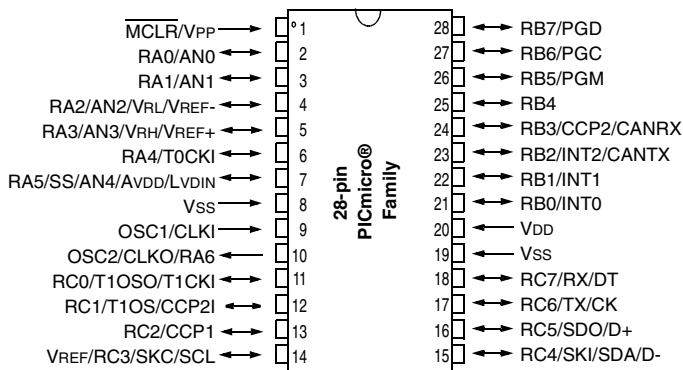 MCLR/VPP 1 28 RB7/PGD
RA0/AN0 2 27 RB6/PGC
RA1/AN1 3 26 RB5/PGM
RA2/AN2/VRL/VREF- 4 25 RB4
RA3/AN3/VRH/VREF+ 5 24 RB3/CCP2/CANRX
RA4/T0CKI 6 23 RB2/INT2/CANTX
RA5/SS/AN4/AVDD/LVDIN 7 22 RB1/INT1
VSS 8 21 RB0/INT0
OSC1/CLKI 9 20 VDD
OSC2/CLKO/RA6 10 19 VSS
RC0/T1OSO/T1CKI 11 18 RC7/RX/DT
RC1/T1OS/CCP2I 12 17 RC6/TX/CK
RC2/CCP1 13 16 RC5/SDO/D+
VREF/RC3/SKC/SCL 14 15 RC4/SKI/SDA/D-
28-pin
PICmicro®
Family